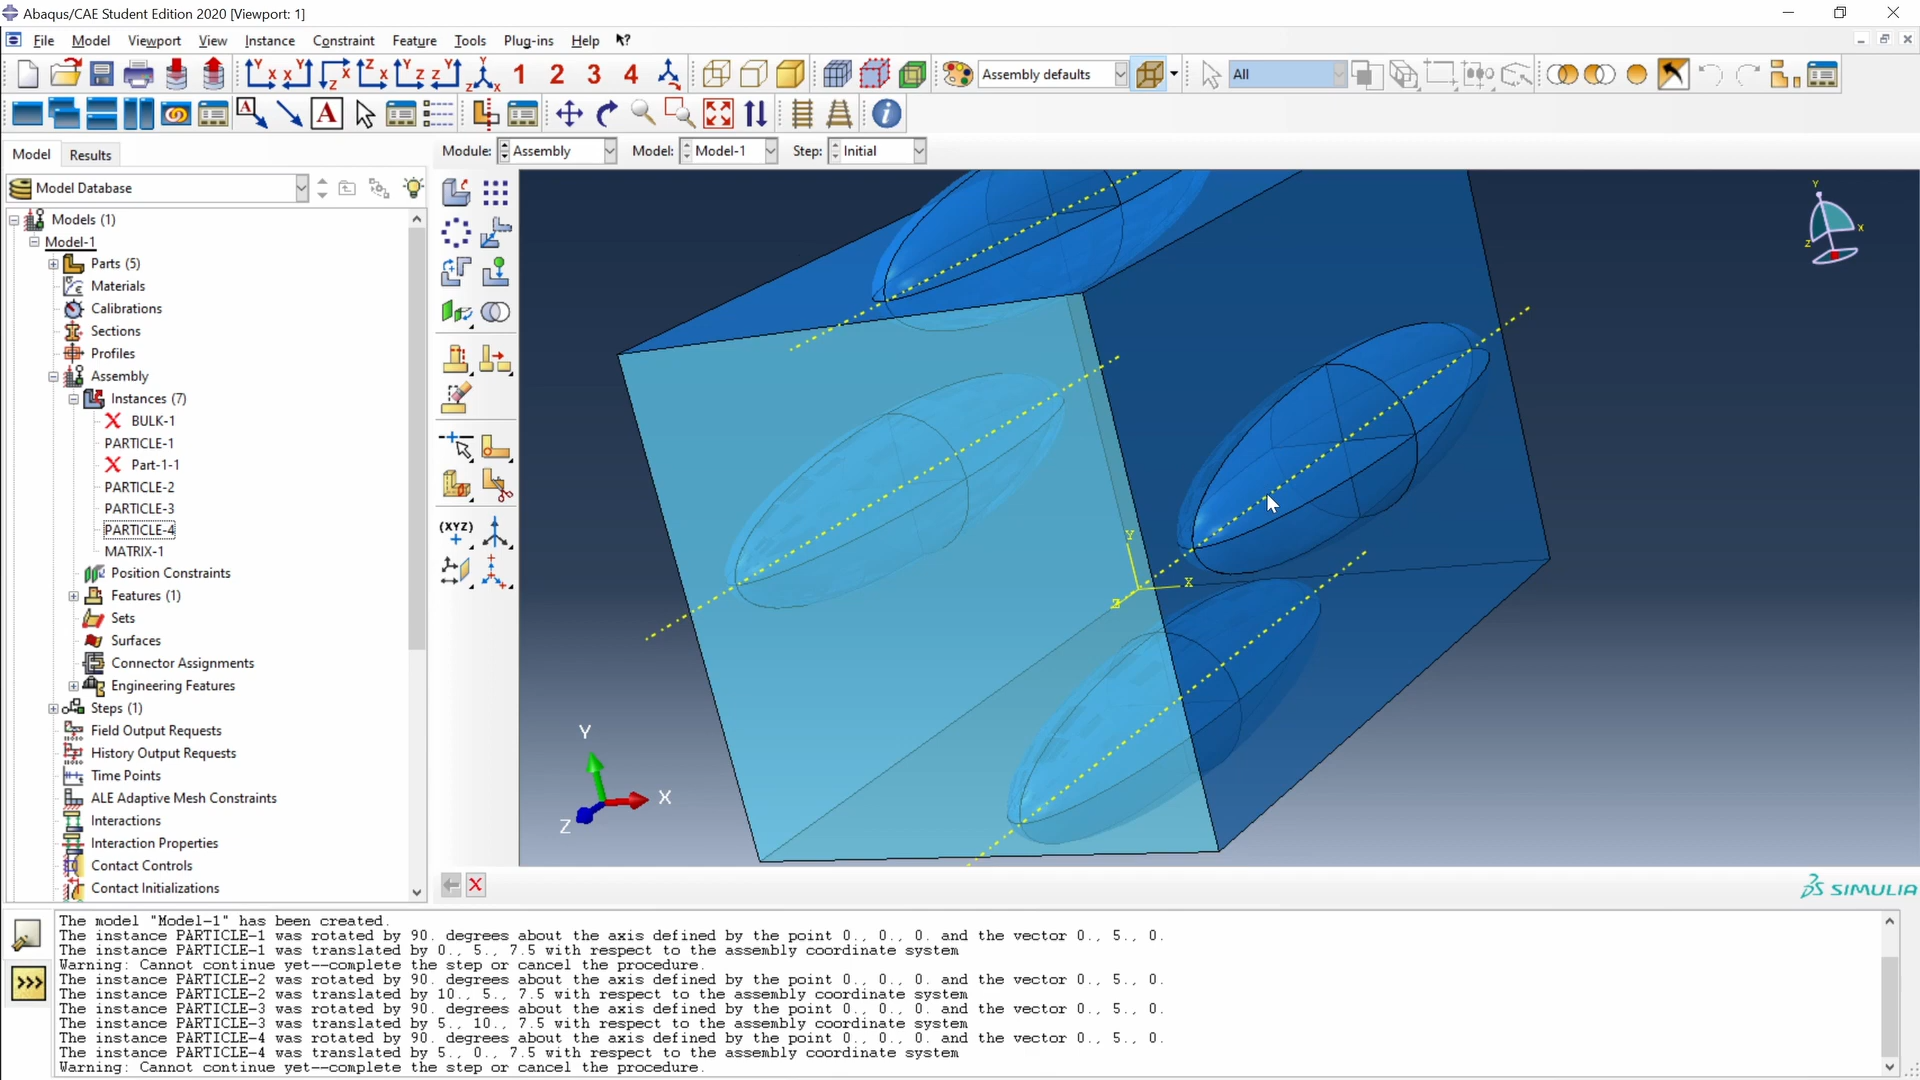 Abaqus/CAE Student Edition 2020 [Viewport: 1]
File Model Viewport View Instance Constraint Feature Tools Plug-ins Help
1 2 3 4 Assembly defaults All
Model Results Module: Assembly Model: Model-1 Step: Initial
Model Database
Models (1)
Model-1
Parts (5)
Materials
Calibrations
Sections
Profiles
Assembly
Instances (7)
BULK-1
PARTICLE-1
Part-1-1
PARTICLE-2
PARTICLE-3
PARTICLE-4
MATRIX-1
Position Constraints
Features (1)
Sets
Surfaces
Connector Assignments
Engineering Features
Steps (1)
Field Output Requests
History Output Requests
Time Points
ALE Adaptive Mesh Constraints
Interactions
Interaction Properties
Contact Controls
Contact Initializations
(XYZ)
Y
X
Z
Y
X
Z
Y
X
Z
SIMULIA
The model "Model-1" has been created.
The instance PARTICLE-1 was rotated by 90. degrees about the axis defined by the point 0., 0., 0. and the vector 0., 5., 0.
The instance PARTICLE-1 was translated by 0., 5., 7.5 with respect to the assembly coordinate system
Warning: Cannot continue yet--complete the step or cancel the procedure.
The instance PARTICLE-2 was rotated by 90. degrees about the axis defined by the point 0., 0., 0. and the vector 0., 5., 0.
The instance PARTICLE-2 was translated by 10., 5., 7.5 with respect to the assembly coordinate system
The instance PARTICLE-3 was rotated by 90. degrees about the axis defined by the point 0., 0., 0. and the vector 0., 5., 0.
The instance PARTICLE-3 was translated by 5., 10., 7.5 with respect to the assembly coordinate system
The instance PARTICLE-4 was rotated by 90. degrees about the axis defined by the point 0., 0., 0. and the vector 0., 5., 0.
The instance PARTICLE-4 was translated by 5., 0., 7.5 with respect to the assembly coordinate system
Warning: Cannot continue yet--complete the step or cancel the procedure.